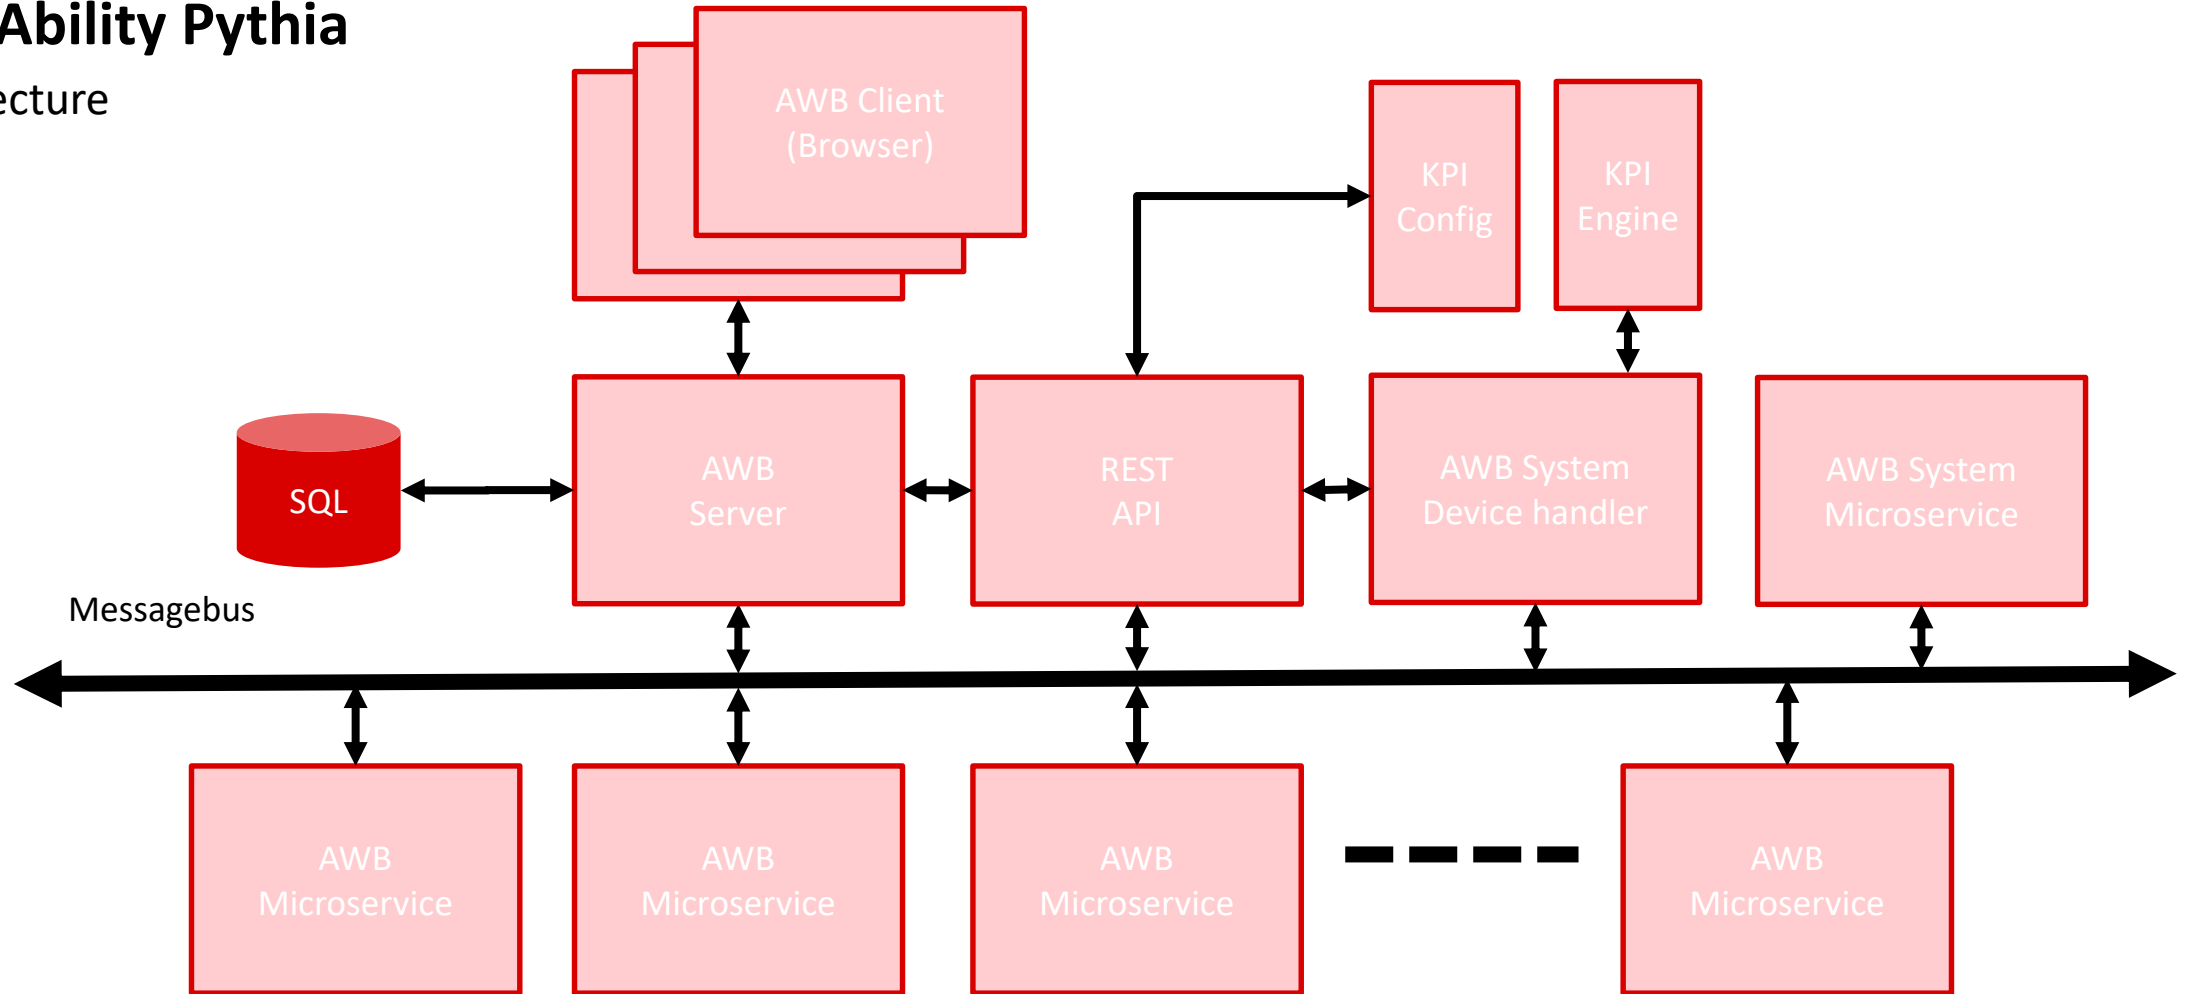 Ability Pythia
ecture
AWB Client
(Browser)
KPI
Config
KPI
Engine
SQL
AWB
Server
REST
API
AWB System
Device handler
AWB System
Microservice
Messagebus
AWB
Microservice
AWB
Microservice
AWB
Microservice
AWB
Microservice